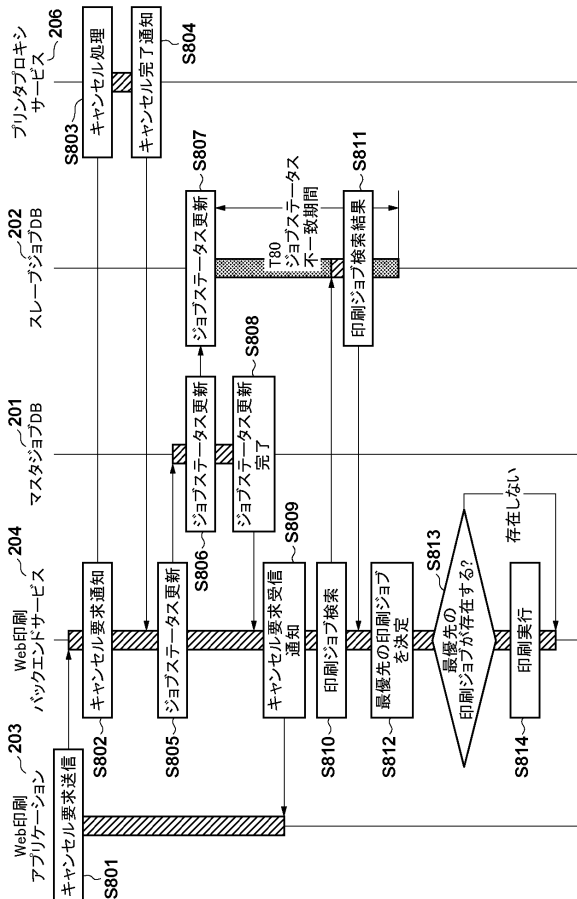 Web印刷
アプリケーション
203
Web印刷
バックエンドサービス
204
マスタジョブDB
201
スレーブジョブDB
202
プリンタプロキシ
サービス
206
キャンセル要求送信
S801
キャンセル要求通知
S802
キャンセル処理
S803
キャンセル完了通知
S804
ジョブステータス更新
S805
ジョブステータス更新
S806
ジョブステータス更新
S807
ジョブステータス更新
完了
S808
キャンセル要求受信
通知
S809
T80
ジョブステータス
不一致期間
印刷ジョブ検索
S810
印刷ジョブ検索結果
S811
最優先の印刷ジョブ
を決定
S812
最優先の
印刷ジョブが存在する?
S813
存在しない
印刷実行
S814